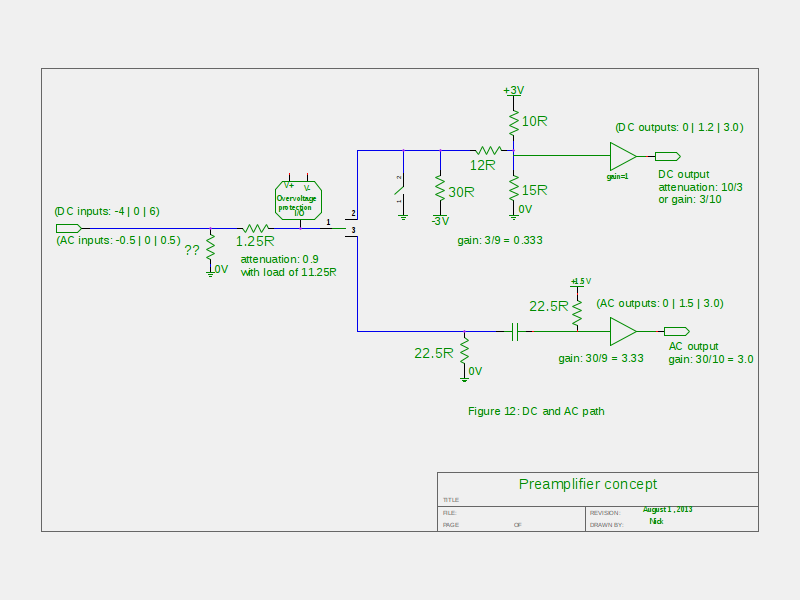 +3V
10R
(DC outputs: 0 | 1.2 | 3.0)
12R
gain=1
DC output
attenuation: 10/3
or gain: 3/10
V+
V-
Overvoltage
protection
I/O
2
1
30R
15R
0V
-3V
(DC inputs: -4 | 0 | 6)
1
2
3
(AC inputs: -0.5 | 0 | 0.5)
1.25R
gain: 3/9 = 0.333
??
attenuation: 0.9
with load of 11.25R
0V
+1.5 V
22.5R
(AC outputs: 0 | 1.5 | 3.0)
22.5R
0V
gain: 30/9 = 3.33
AC output
gain: 30/10 = 3.0
Figure 12: DC and AC path
Preamplifier concept
TITLE
FILE:
REVISION:
August 1, 2013
PAGE
OF
DRAWN BY:
Nick